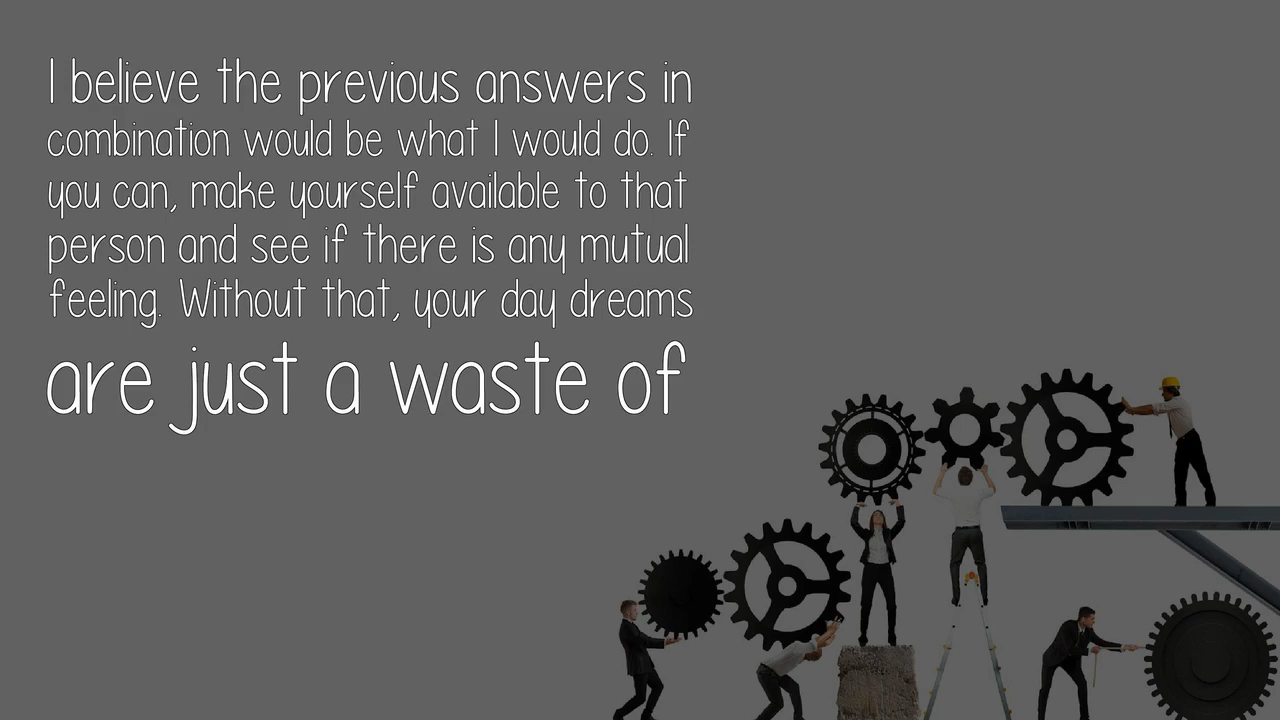 I believe the previous answers in
combination would be what I would do. If
you can, make yourself available to that
person and see if there is any mutual
feeling. Without that, your day dreams
are just a waste of